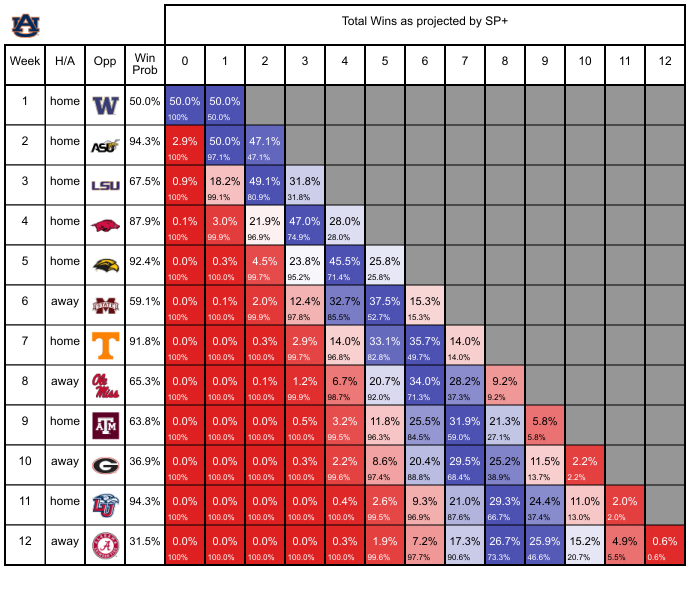 AU
Total Wins as projected by SP+
Week H/A Opp Win Prob 0 1 2 3 4 5 6 7 8 9 10 11 12
1 home W 50.0% 50.0% 50.0%
100% 50.0%
2 home ASU 94.3% 2.9% 50.0% 47.1%
100% 97.1% 47.1%
3 home LSU 67.5% 0.9% 18.2% 49.1% 31.8%
100% 99.1% 80.9% 31.8%
4 home 87.9% 0.1% 3.0% 21.9% 47.0% 28.0%
100% 99.9% 96.9% 74.9% 28.0%
5 home 92.4% 0.0% 0.3% 4.5% 23.8% 45.5% 25.8%
100% 100.0% 99.7% 95.2% 71.4% 25.8%
6 away M STATE 59.1% 0.0% 0.1% 2.0% 12.4% 32.7% 37.5% 15.3%
100% 100.0% 99.9% 97.8% 85.5% 52.7% 15.3%
7 home T 91.8% 0.0% 0.0% 0.3% 2.9% 14.0% 33.1% 35.7% 14.0%
100% 100.0% 100.0% 99.7% 96.8% 82.8% 49.7% 14.0%
8 away Ole Miss 65.3% 0.0% 0.0% 0.1% 1.2% 6.7% 20.7% 34.0% 28.2% 9.2%
100% 100.0% 100.0% 99.9% 98.7% 92.0% 71.3% 37.3% 9.2%
9 home ATM 63.8% 0.0% 0.0% 0.0% 0.5% 3.2% 11.8% 25.5% 31.9% 21.3% 5.8%
100% 100.0% 100.0% 100.0% 99.5% 96.3% 84.5% 59.0% 27.1% 5.8%
10 away G 36.9% 0.0% 0.0% 0.0% 0.3% 2.2% 8.6% 20.4% 29.5% 25.2% 11.5% 2.2%
100% 100.0% 100.0% 100.0% 99.6% 97.4% 88.8% 68.4% 38.9% 13.7% 2.2%
11 home LU 94.3% 0.0% 0.0% 0.0% 0.0% 0.4% 2.6% 9.3% 21.0% 29.3% 24.4% 11.0% 2.0%
100% 100.0% 100.0% 100.0% 100.0% 99.5% 96.9% 87.6% 66.7% 37.4% 13.0% 2.0%
12 away A 31.5% 0.0% 0.0% 0.0% 0.0% 0.3% 1.9% 7.2% 17.3% 26.7% 25.9% 15.2% 4.9% 0.6%
100% 100.0% 100.0% 100.0% 100.0% 99.6% 97.7% 90.6% 73.3% 46.6% 20.7% 5.5% 0.6%